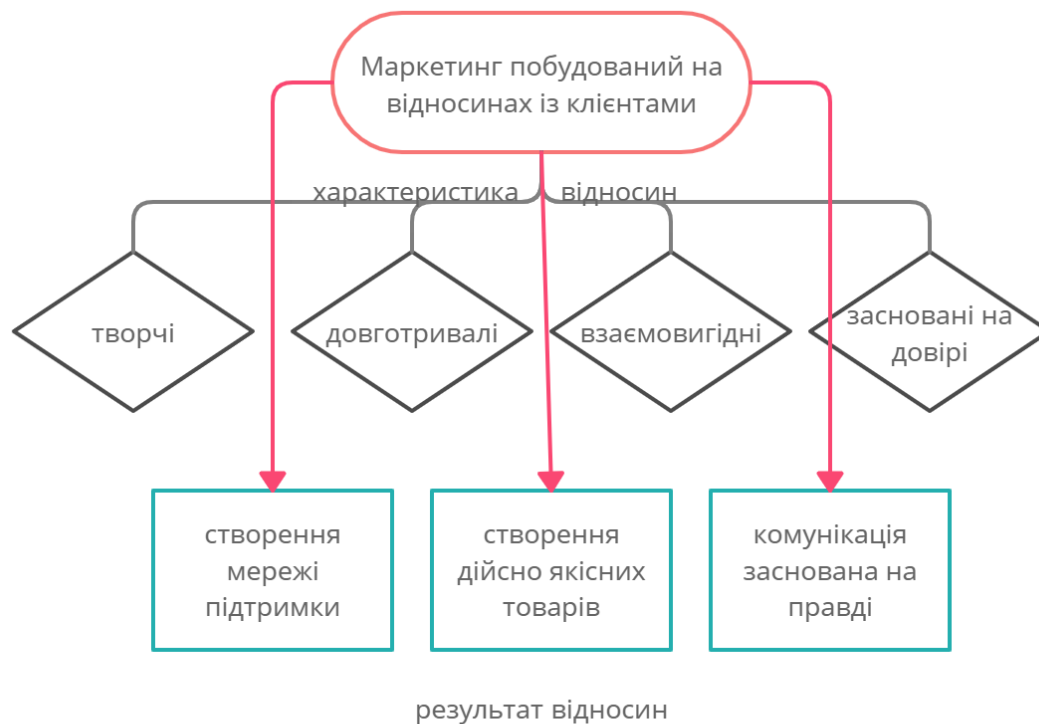 Маркетинг побудований на
відносинах із клієнтами
характеристика відносин
творчі
довготривалі
взаємовигідні
засновані на
довірі
створення
мережі
підтримки
створення
дійсно якісних
товарів
комунікація
заснована на
правді
результат відносин